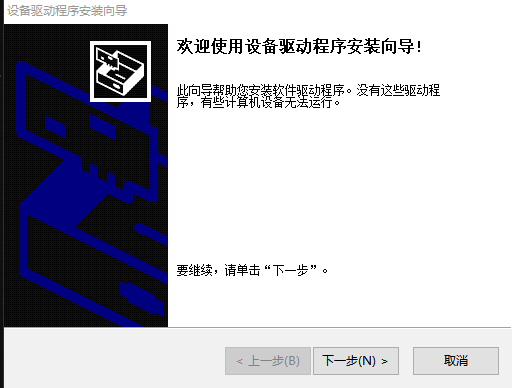 设备驱动程序安装向导
欢迎使用设备驱动程序安装向导!
此向导帮助您安装软件驱动程序。没有这些驱动程
序，有些计算机设备无法运行。
要继续，请单击“下一步”。
< 上一步(B)
下一步(N) >
取消